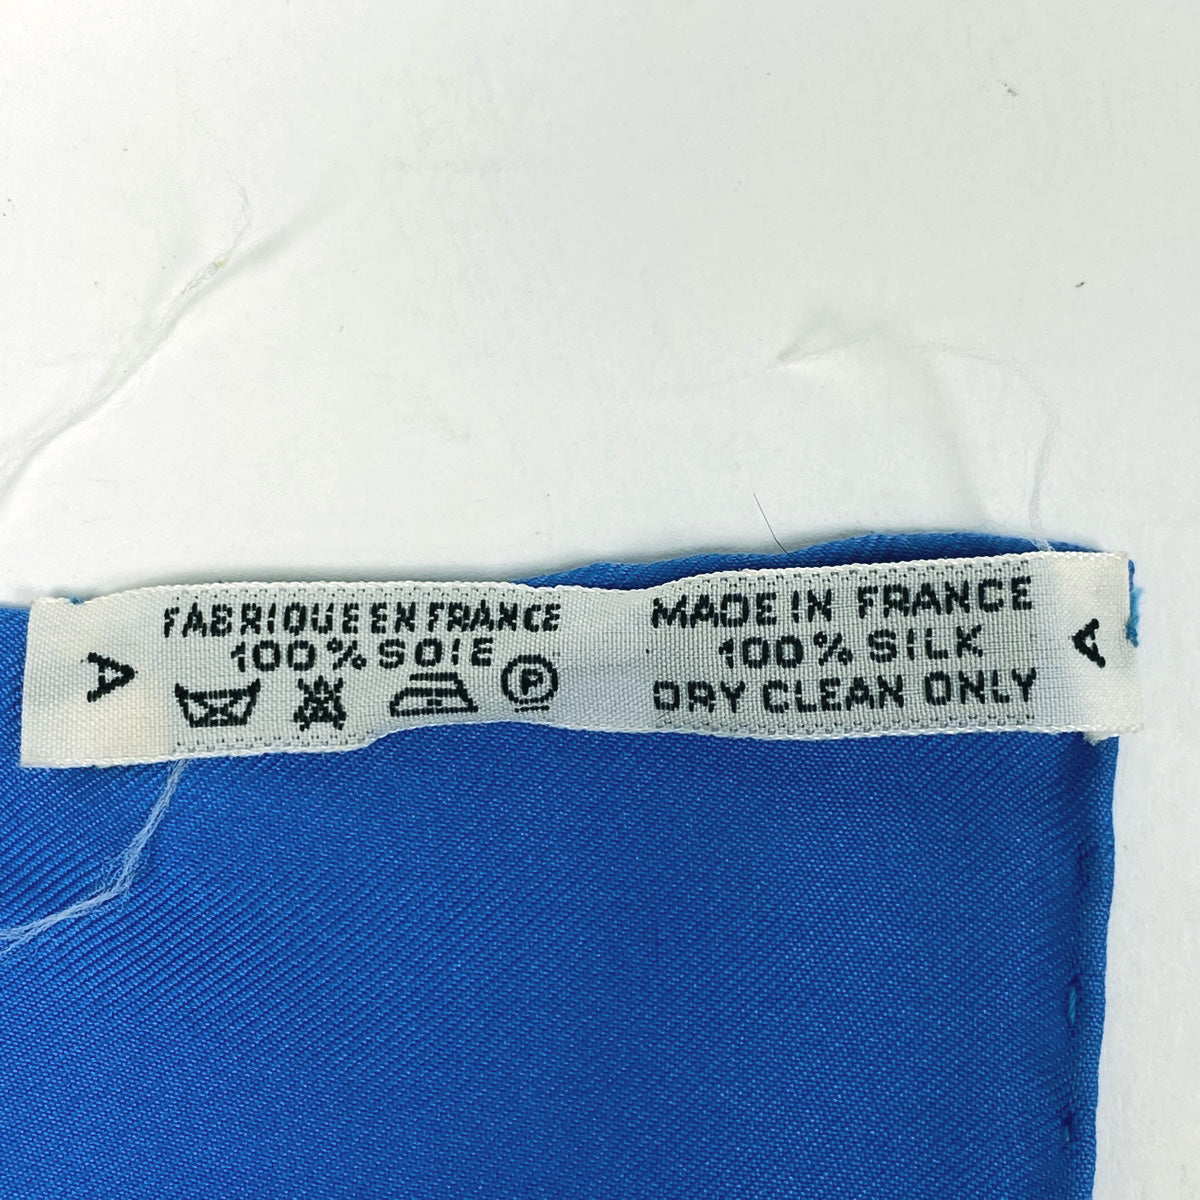 A
FABRIQUE EN FRANCE
100% SOIE
P
MADE IN FRANCE
100% SILK
DRY CLEAN ONLY
A